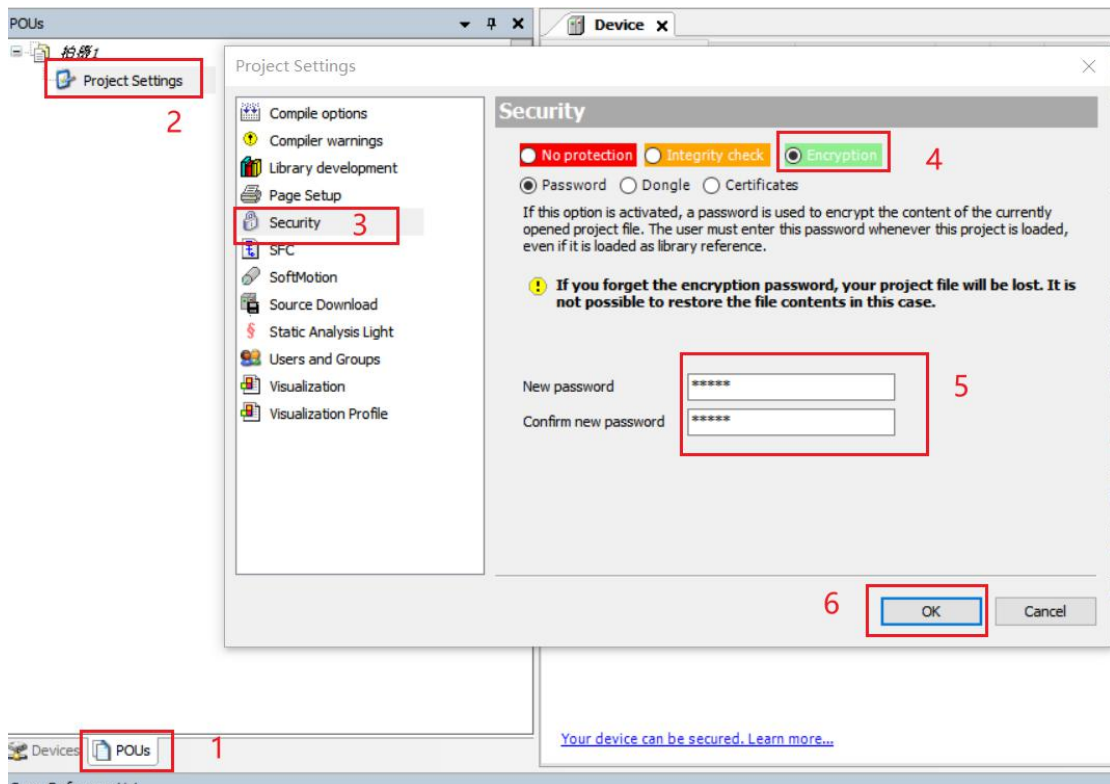 POUs
Device
1
Project Settings
2
Project Settings
Compile options
Compiler warnings
Library development
Page Setup
Security
3
SFC
SoftMotion
Source Download
Static Analysis Light
Users and Groups
Visualization
Visualization Profile
Security
No protection
Integrity check
Encryption
4
Password
Dongle
Certificates
If this option is activated, a password is used to encrypt the content of the currently
opened project file. The user must enter this password whenever this project is loaded,
even if it is loaded as library reference.
If you forget the encryption password, your project file will be lost. It is
not possible to restore the file contents in this case.
New password
*****
Confirm new password
*****
5
6
OK
Cancel
Your device can be secured. Learn more...
Devices
POUs
1